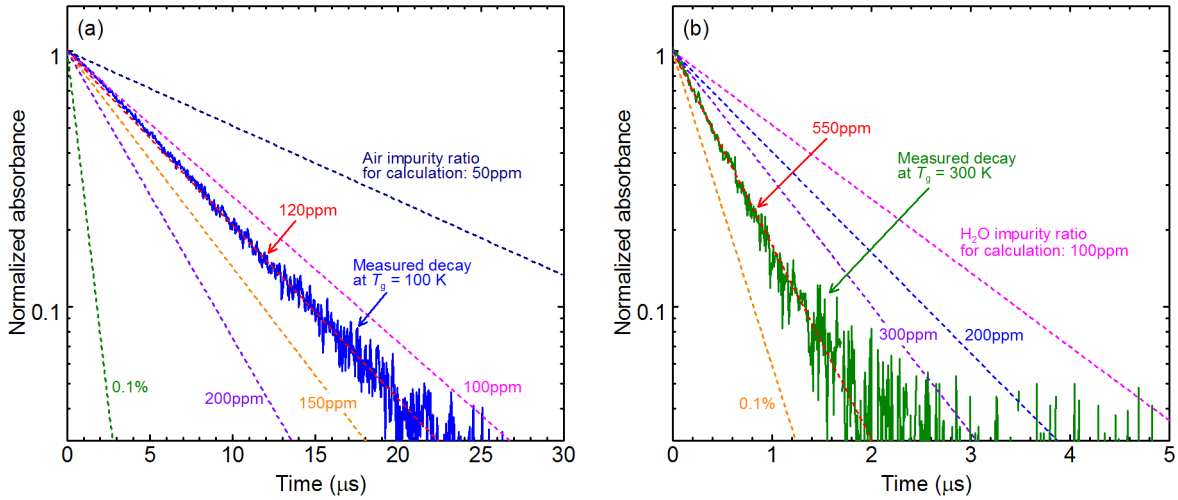 (a)
Normalized absorbance
1
0.1
Air impurity ratio
for calculation: 50ppm
120ppm
Measured decay
at Tg = 100 K
100ppm
150ppm
200ppm
0.1%
0 5 10 15 20 25 30
Time (μs)
(b)
Normalized absorbance
1
0.1
550ppm
Measured decay
at Tg = 300 K
H2O impurity ratio
for calculation: 100ppm
200ppm
300ppm
0.1%
0 1 2 3 4 5
Time (μs)